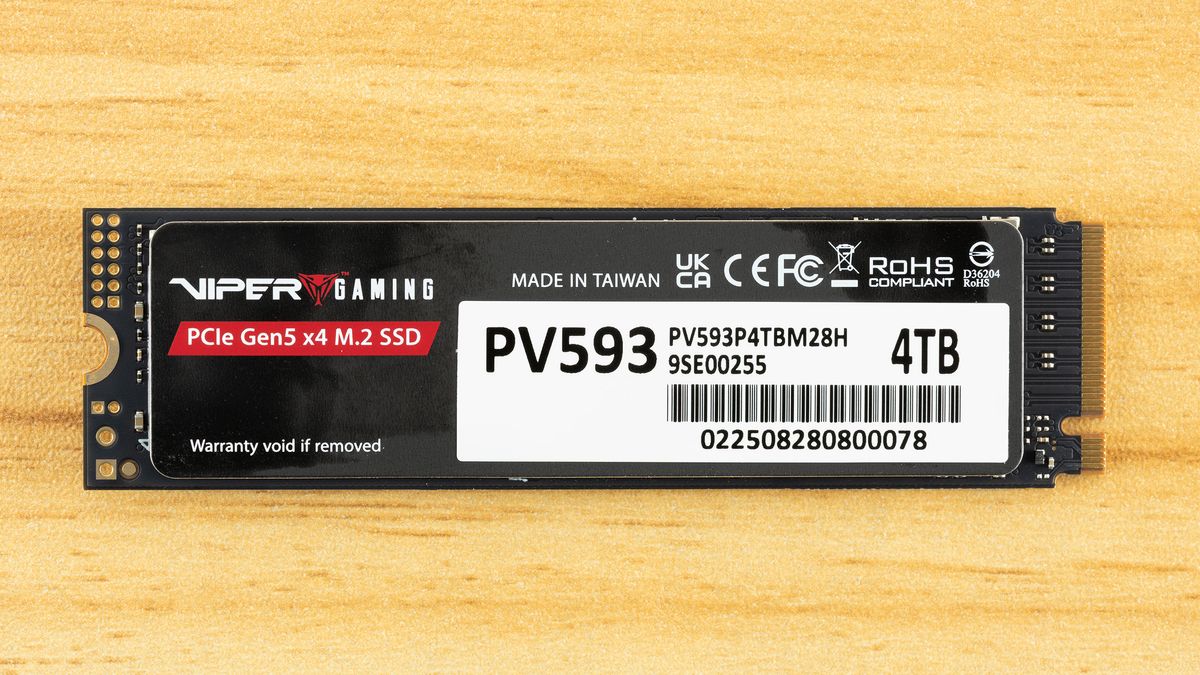 VIPER GAMING™
PCIe Gen5 x4 M.2 SSD
Warranty void if removed
MADE IN TAIWAN
UK
CA
CE FC
RoHS
COMPLIANT
D36204
RoHS
PV593
PV593P4TBM28H
9SE00255
4TB
022508280800078